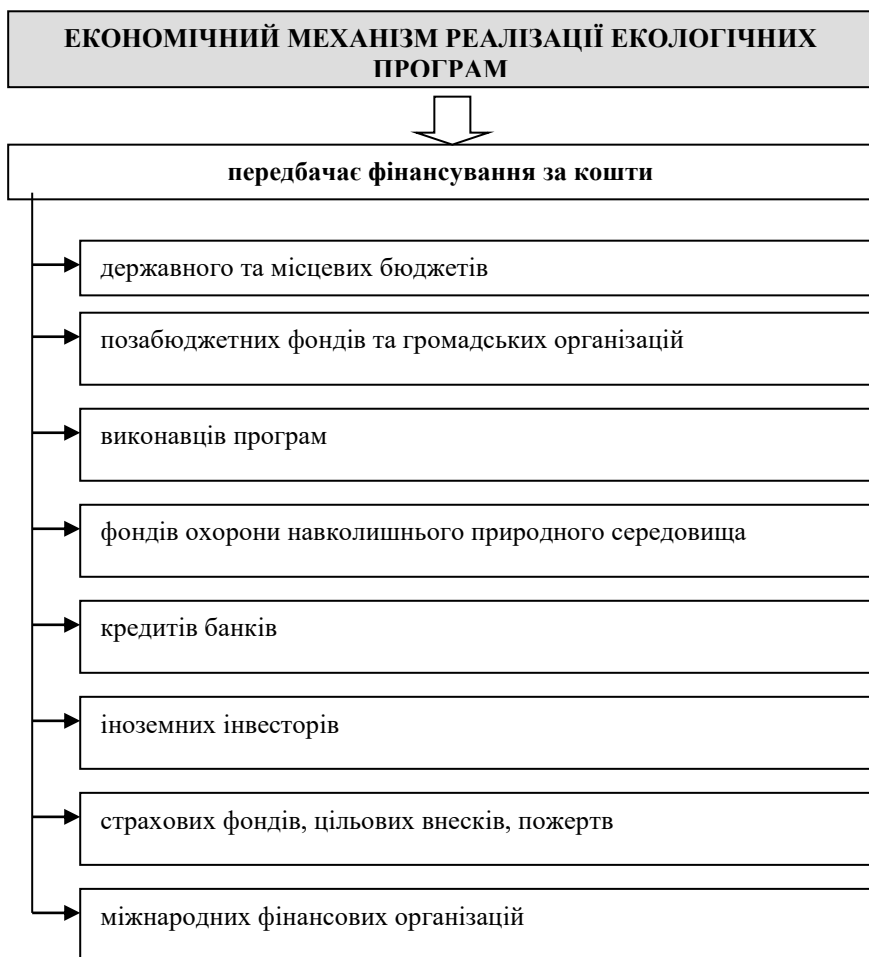 ЕКОНОМІЧНИЙ МЕХАНІЗМ РЕАЛІЗАЦІЇ ЕКОЛОГІЧНИХ
ПРОГРАМ
передбачає фінансування за кошти
державного та місцевих бюджетів
позабюджетних фондів та громадських організацій
виконавців програм
фондів охорони навколишнього природного середовища
кредитів банків
іноземних інвесторів
страхових фондів, цільових внесків, пожертв
міжнародних фінансових організацій